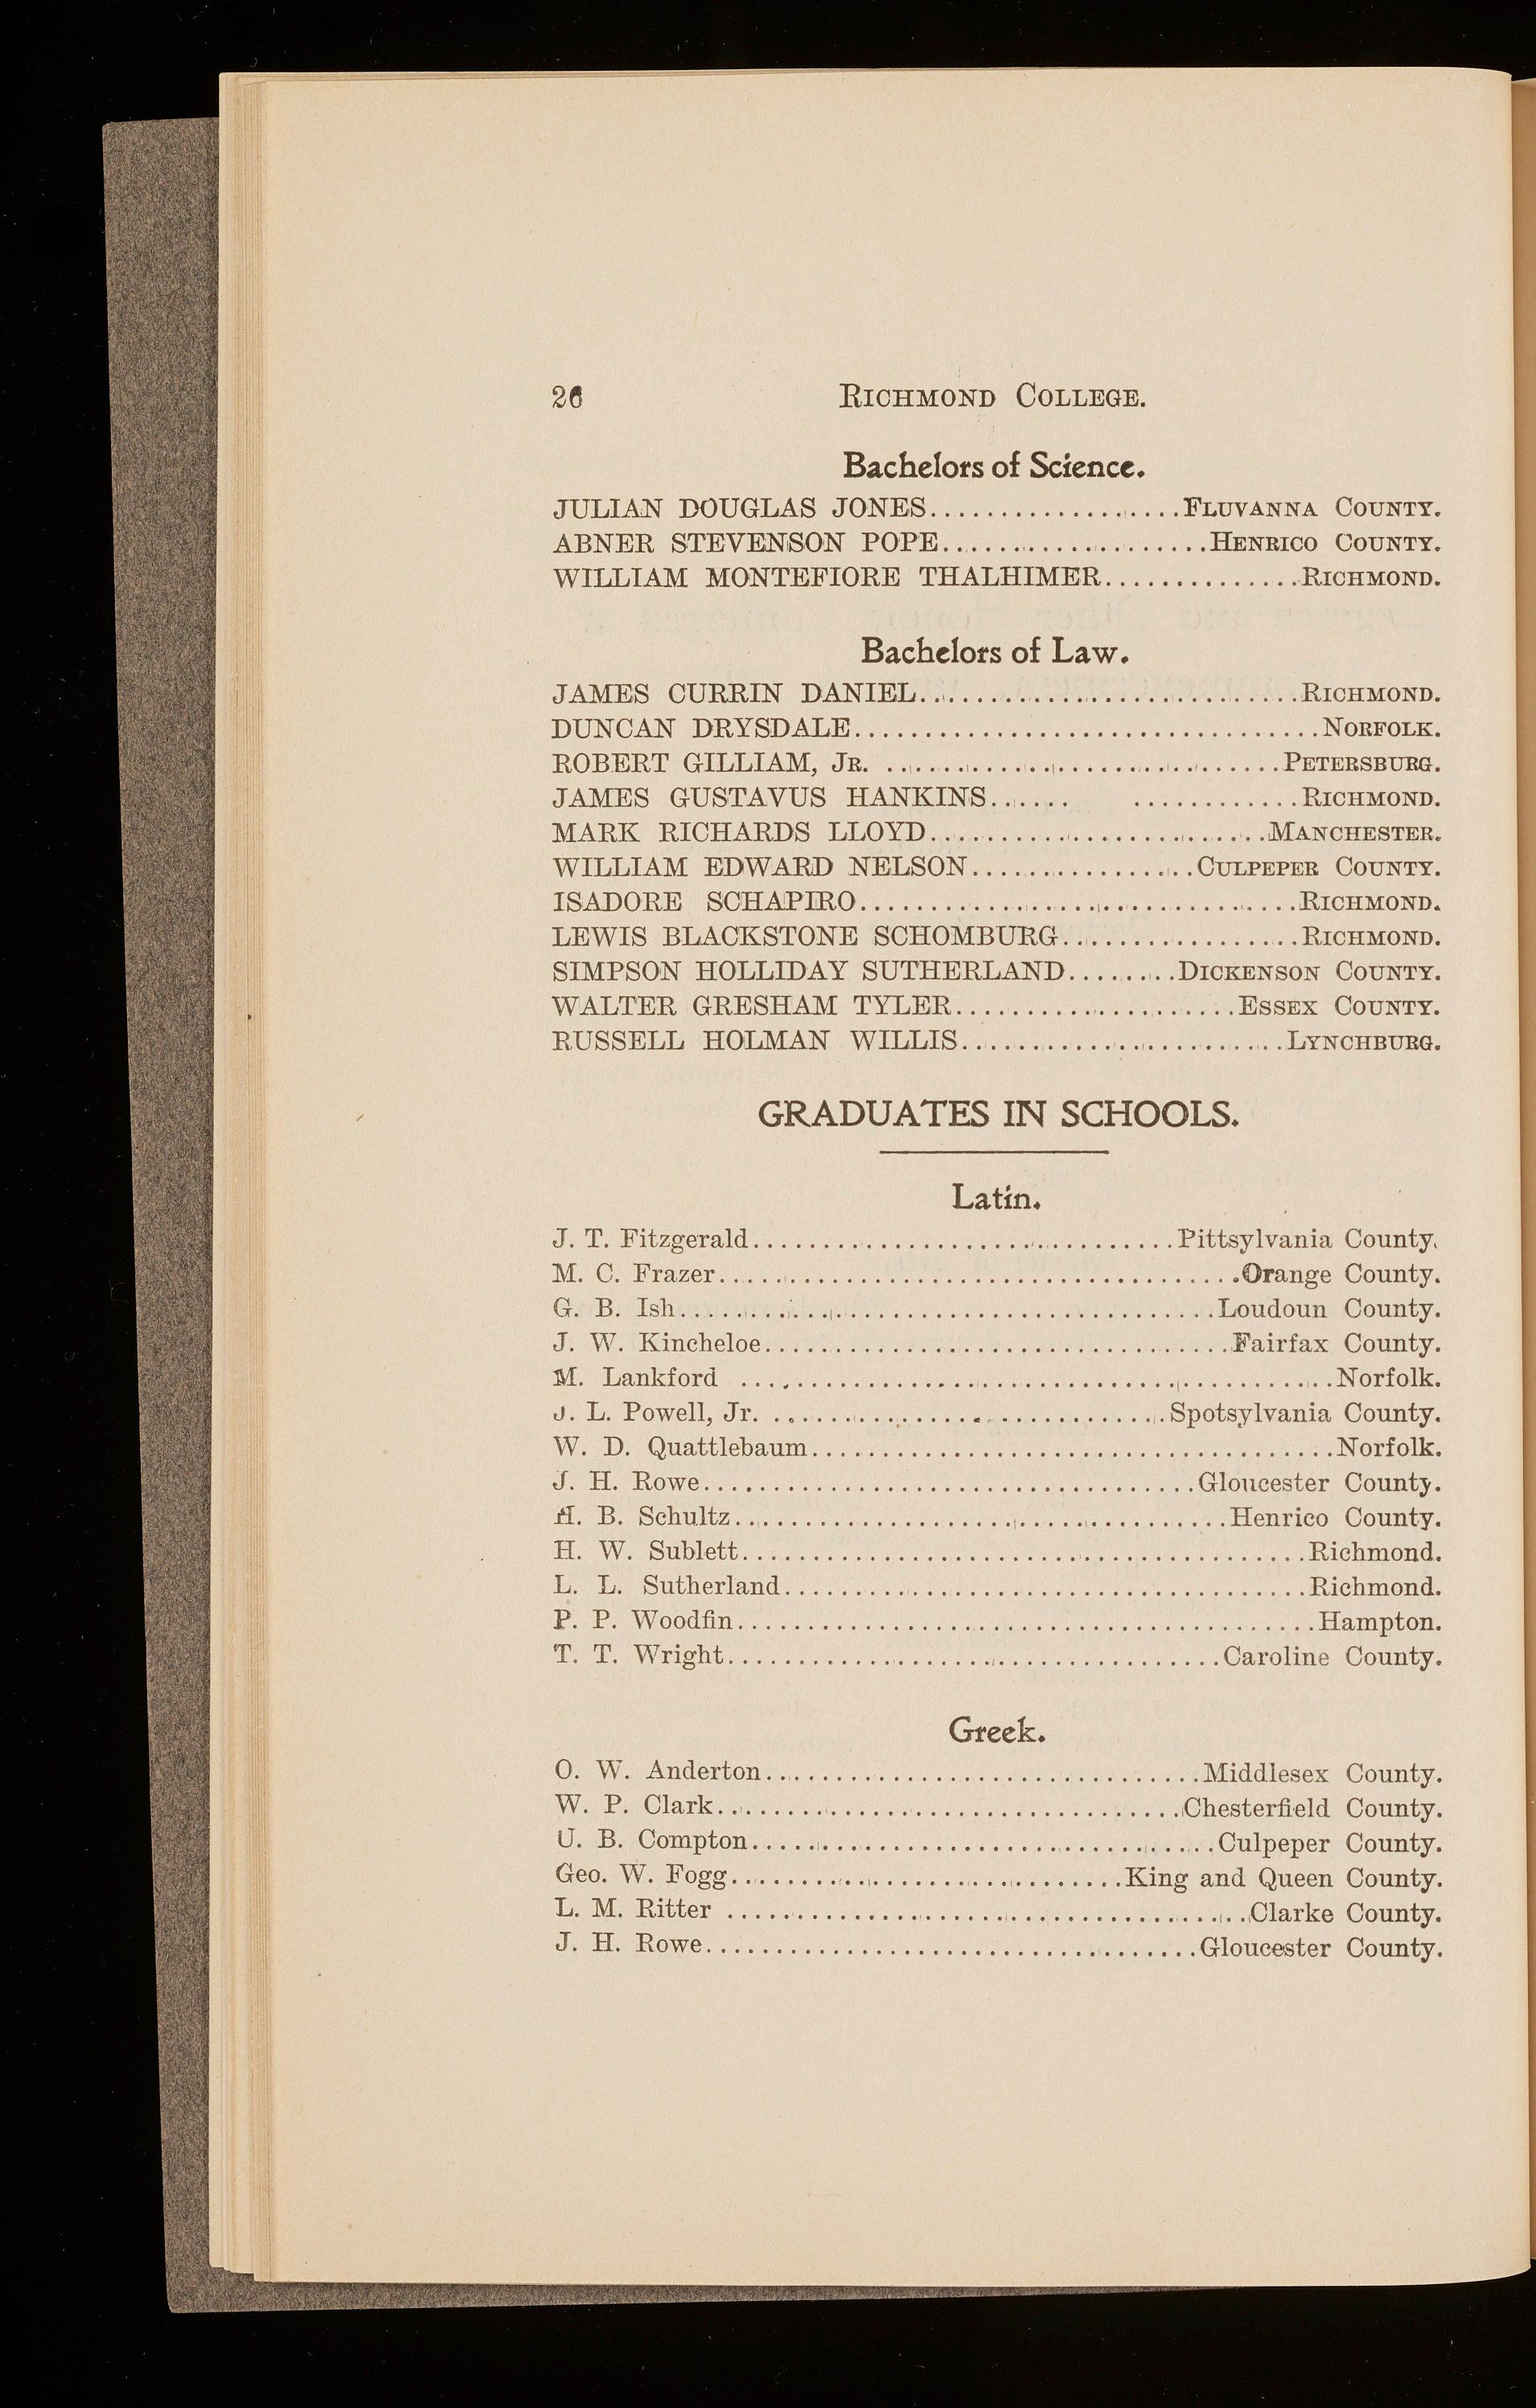 26 RICHMOND COLLEGE.
Bachelors of Science.
JULIAN DOUGLAS JONES..................FLUVANNA COUNTY.
ABNER STEVENSON POPE...................HENRICO COUNTY.
WILLIAM MONTEFIORE THALHIMER..............RICHMOND.
Bachelors of Law.
JAMES CURRIN DANIEL...........................RICHMOND.
DUNCAN DRYSDALE.................................NORFOLK.
ROBERT GILLIAM, JR. ............................PETERSBURG.
JAMES GUSTAVUS HANKINS...... ............RICHMOND.
MARK RICHARDS LLOYD........................MANCHESTER.
WILLIAM EDWARD NELSON................CULPEPER COUNTY.
ISADORE SCHAPIRO...............................RICHMOND.
LEWIS BLACKSTONE SCHOMBURG.................RICHMOND.
SIMPSON HOLLIDAY SUTHERLAND........DICKENSON COUNTY.
WALTER GRESHAM TYLER....................ESSEX COUNTY.
RUSSELL HOLMAN WILLIS.......................LYNCHBURG.
GRADUATES IN SCHOOLS.
Latin.
J. T. Fitzgerald..............................Pittsylvania County.
M. C. Frazer.....................................Orange County.
G. B. Ish......................................Loudoun County.
J. W. Kincheloe.................................Fairfax County.
M. Lankford ..........................................Norfolk.
J. L. Powell, Jr. ............................Spotsylvania County.
W. D. Quattlebaum.....................................Norfolk.
J. H. Rowe...................................Gloucester County.
H. B. Schultz...................................Henrico County.
H. W. Sublett........................................Richmond.
L. L. Sutherland.....................................Richmond.
P. P. Woodfin.........................................Hampton.
T. T. Wright...................................Caroline County.
Greek.
O. W. Anderton...............................Middlesex County.
W. P. Clark.................................Chesterfield County.
U. B. Compton.................................Culpeper County.
Geo. W. Fogg............................King and Queen County.
L. M. Ritter .....................................Clarke County.
J. H. Rowe...................................Gloucester County.